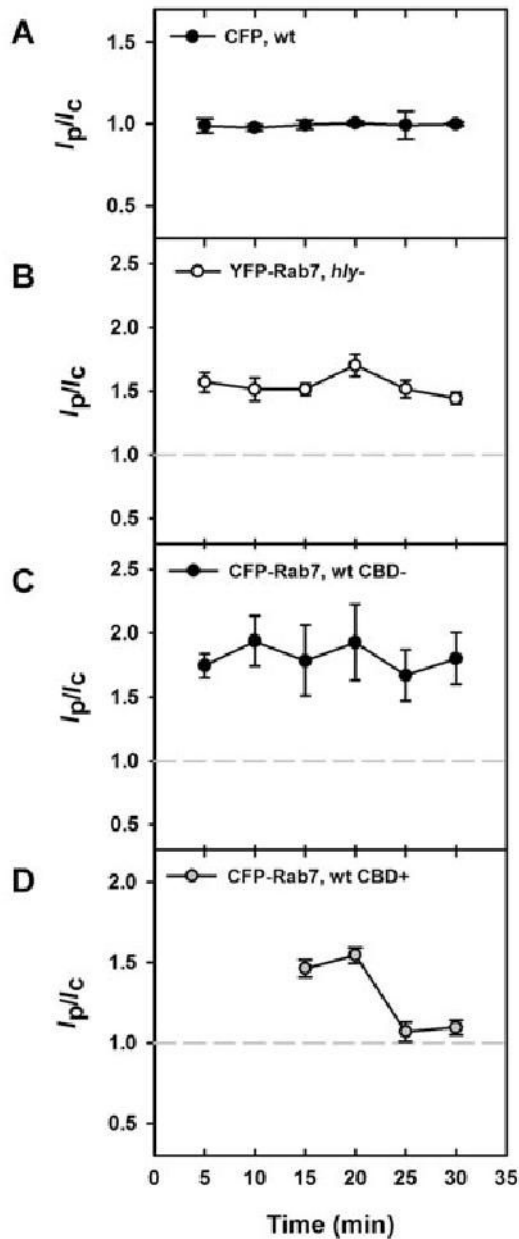 A
CFP, wt
1.5
1.0
0.5
Ip/Ic
B
YFP-Rab7, hly-
2.5
2.0
1.5
1.0
0.5
Ip/Ic
C
CFP-Rab7, wt CBD-
2.5
2.0
1.5
1.0
0.5
Ip/Ic
D
CFP-Rab7, wt CBD+
2.0
1.5
1.0
0.5
Ip/Ic
0 5 10 15 20 25 30 35
Time (min)